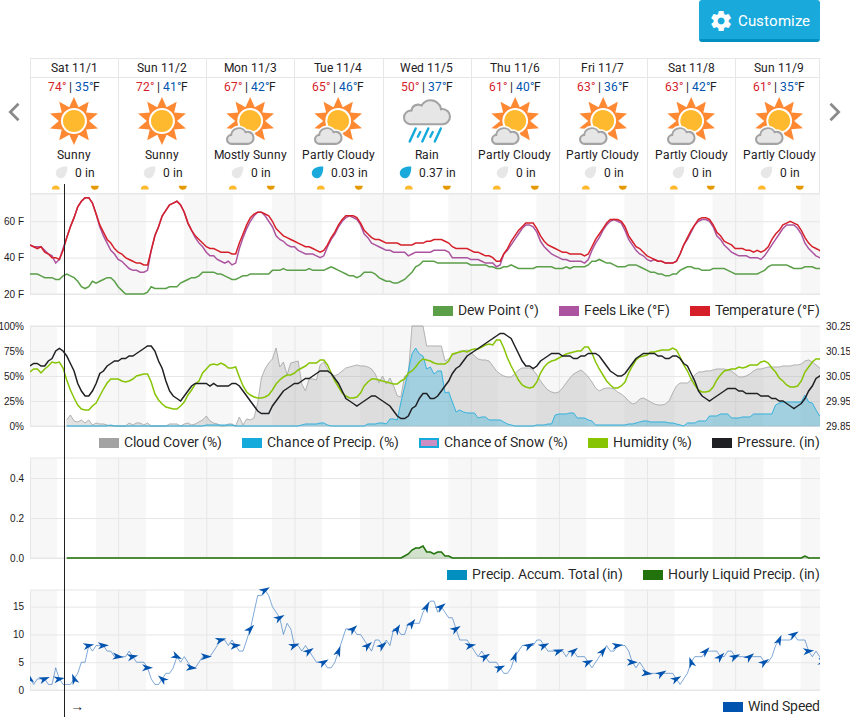 Customize
Sat 11/1 Sun 11/2 Mon 11/3 Tue 11/4 Wed 11/5 Thu 11/6 Fri 11/7 Sat 11/8 Sun 11/9
74° | 35°F 72° | 41°F 67° | 42°F 65° | 46°F 50° | 37°F 61° | 40°F 63° | 36°F 63° | 42°F 61° | 35°F
Sunny Sunny Mostly Sunny Partly Cloudy Rain Partly Cloudy Partly Cloudy Partly Cloudy Partly Cloudy
0 in 0 in 0 in 0.03 in 0.37 in 0 in 0 in 0 in 0 in
60 F
40 F
20 F
Dew Point (°) Feels Like (°F) Temperature (°F)
100% 30.25
75% 30.15
50% 30.05
25% 29.95
0% 29.85
Cloud Cover (%) Chance of Precip. (%) Chance of Snow (%) Humidity (%) Pressure. (in)
0.4
0.2
0.0
Precip. Accum. Total (in) Hourly Liquid Precip. (in)
15
10
5
0
→
Wind Speed